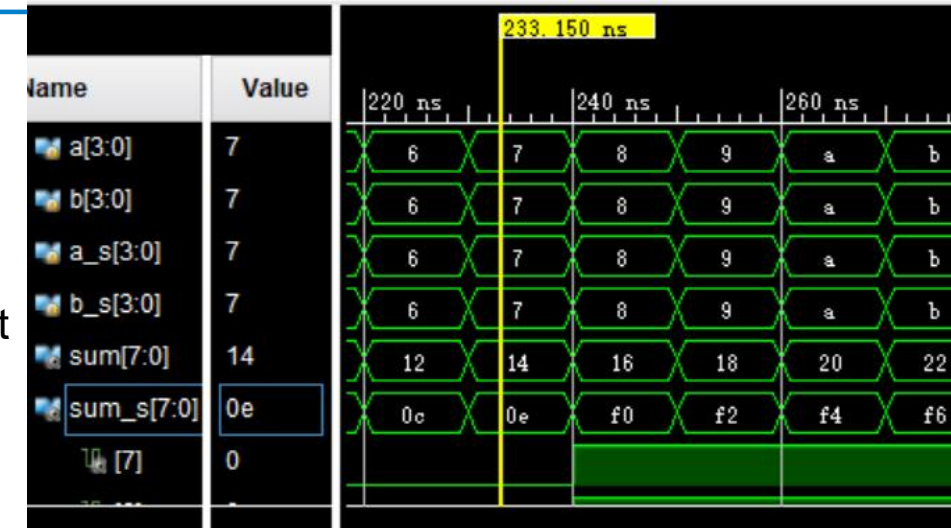 233.150 ns
Name Value 220 ns 240 ns 260 ns
a[3:0] 7 6 7 8 9 a b
b[3:0] 7 6 7 8 9 a b
a_s[3:0] 7 6 7 8 9 a b
t
b_s[3:0] 7 6 7 8 9 a b
sum[7:0] 14 12 14 16 18 20 22
sum_s[7:0] 0e 0c 0e f0 f2 f4 f6
[7] 0